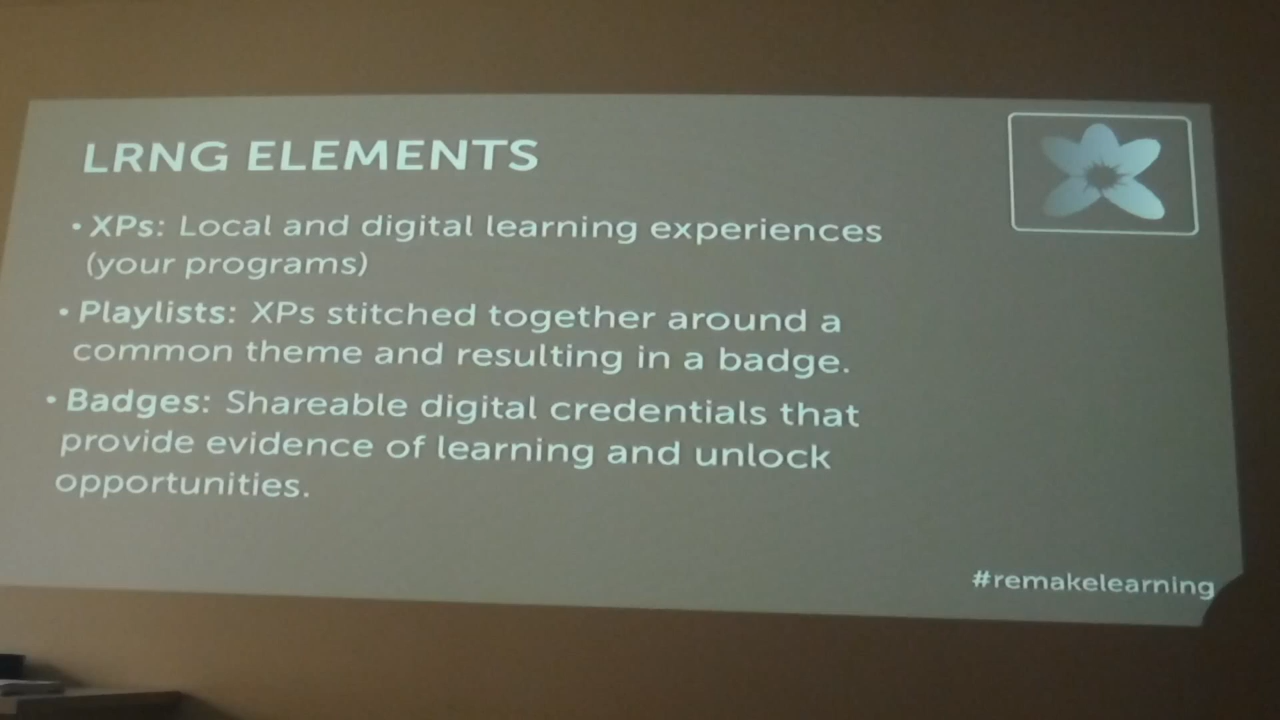 LRNG ELEMENTS
• XPs: Local and digital learning experiences
(your programs)
• Playlists: XPs stitched together around a
common theme and resulting in a badge.
• Badges: Shareable digital credentials that
provide evidence of learning and unlock
opportunities.
#remakelearning